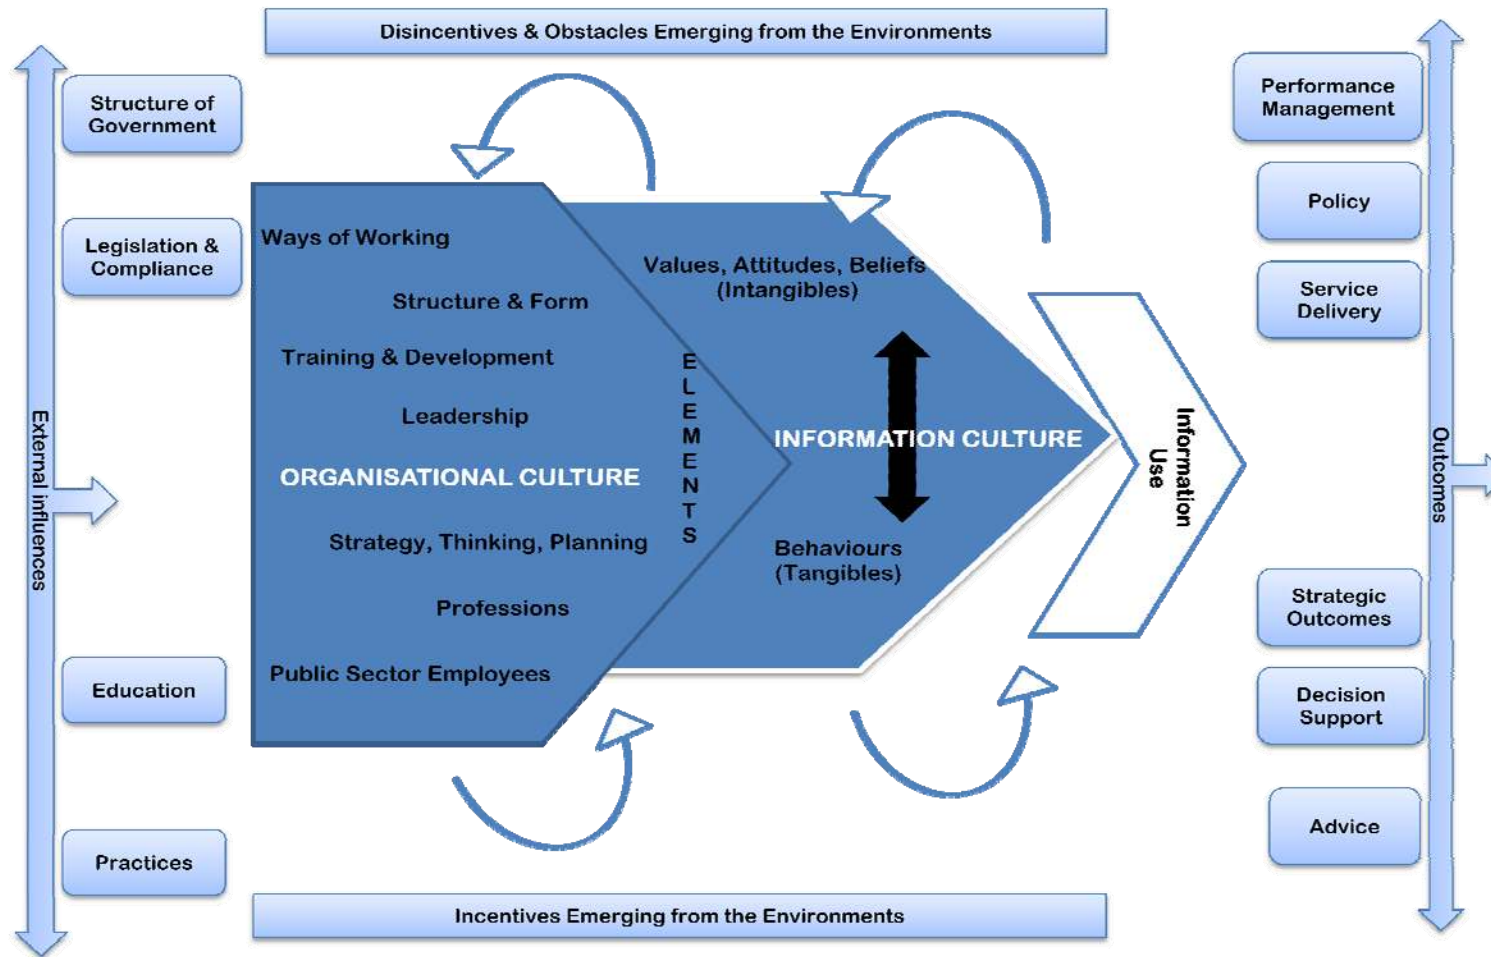 Disincentives & Obstacles Emerging from the Environments
External influences
Structure of
Government
Legislation &
Compliance
Education
Practices
Ways of Working
Structure & Form
Training & Development
Leadership
ORGANISATIONAL CULTURE
Strategy, Thinking, Planning
Professions
Public Sector Employees
ELEMENTS
Values, Attitudes, Beliefs
(Intangibles)
INFORMATION CULTURE
Behaviours
(Tangibles)
Information
Use
Performance
Management
Policy
Service
Delivery
Strategic
Outcomes
Decision
Support
Advice
Outcomes
Incentives Emerging from the Environments